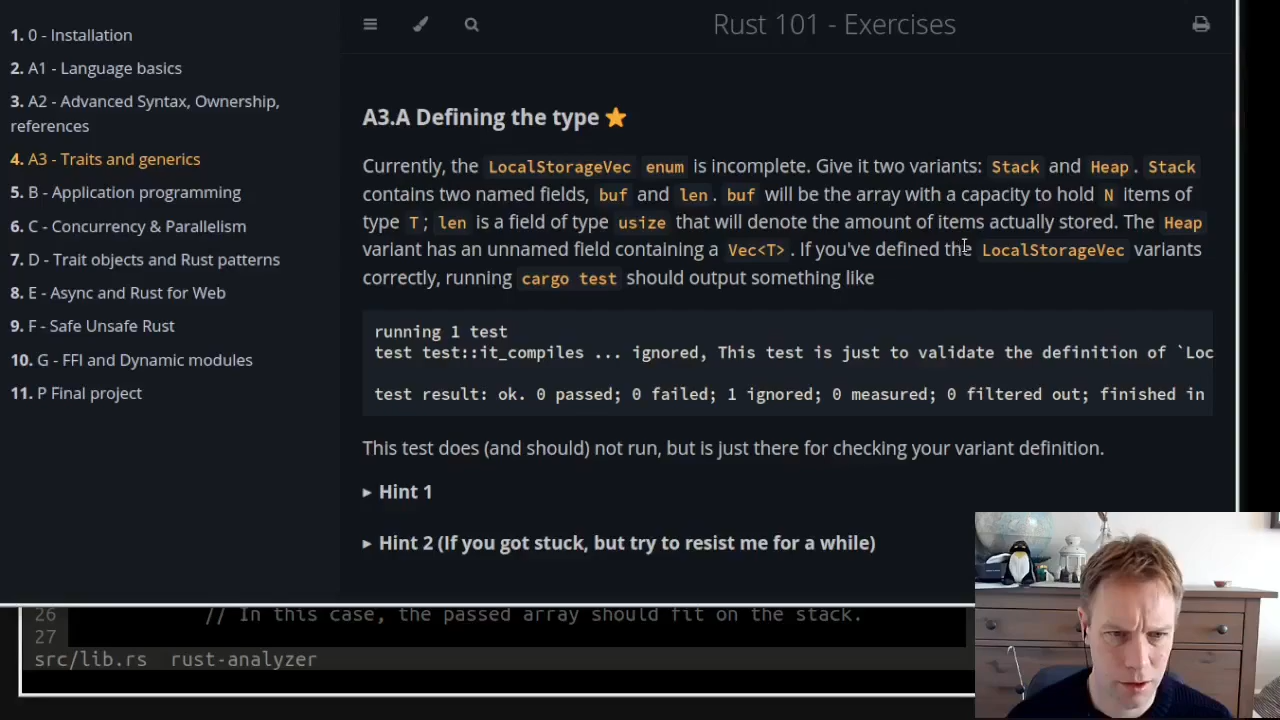 1. 0 - Installation
2. A1 - Language basics
3. A2 - Advanced Syntax, Ownership,
references
4. A3 - Traits and generics
5. B - Application programming
6. C - Concurrency & Parallelism
7. D - Trait objects and Rust patterns
8. E - Async and Rust for Web
9. F - Safe Unsafe Rust
10. G - FFI and Dynamic modules
11. P Final project
Rust 101 - Exercises
A3.A Defining the type
Currently, the LocalStorageVec enum is incomplete. Give it two variants: Stack and Heap. Stack
contains two named fields, buf and len. buf will be the array with a capacity to hold N items of
type T; len is a field of type usize that will denote the amount of items actually stored. The Heap
variant has an unnamed field containing a Vec<T>. If you've defined the LocalStorageVec variants
correctly, running cargo test should output something like
running 1 test
test test::it_compiles ... ignored, This test is just to validate the definition of `Loc
test result: ok. 0 passed; 0 failed; 1 ignored; 0 measured; 0 filtered out; finished in
This test does (and should) not run, but is just there for checking your variant definition.
Hint 1
Hint 2 (If you got stuck, but try to resist me for a while)
26 // In this case, the passed array should fit on the stack.
27
src/lib.rs rust-analyzer